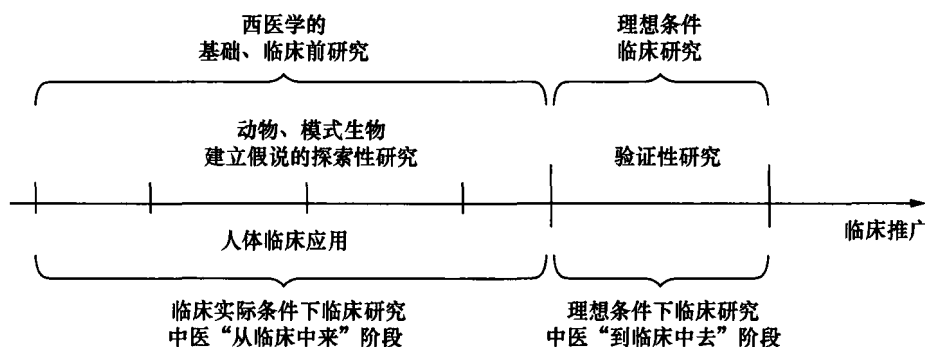 西医学的
基础、临床前研究
理想条件
临床研究
动物、模式生物
建立假说的探索性研究
验证性研究
临床推广
人体临床应用
临床实际条件下临床研究
中医“从临床中来”阶段
理想条件下临床研究
中医“到临床中去”阶段